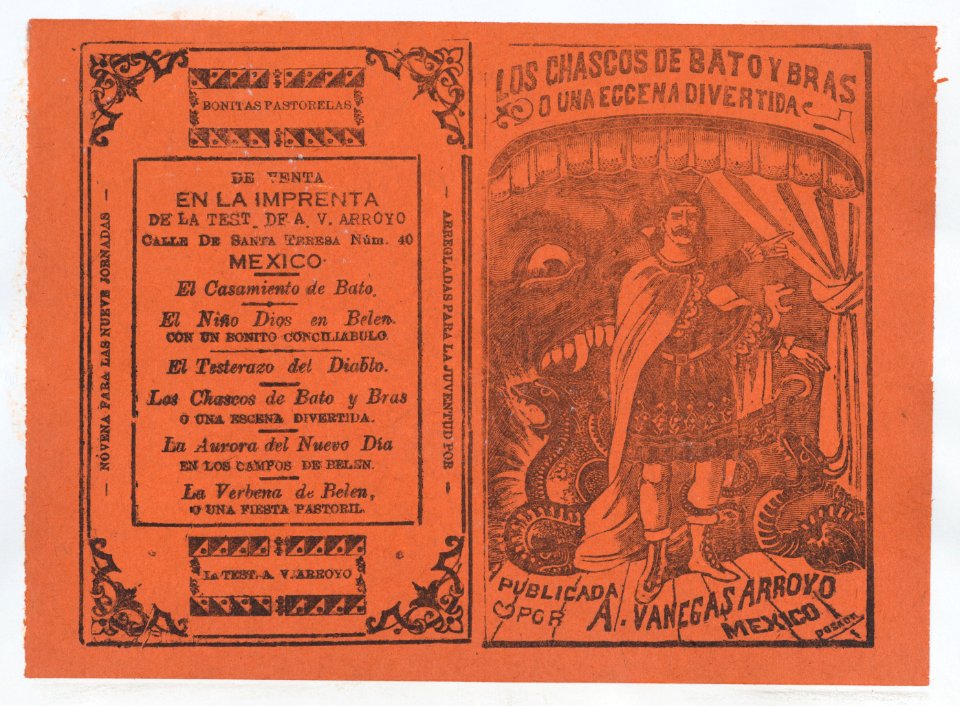 BONITAS PASTORELAS
DE VENTA
EN LA IMPRENTA
DE LA TEST. DE A. V. ARROYO
CALLE DE SANTA TERESA NÚM. 40
MEXICO.
El Casamiento de Bato.
El Niño Dios en Belen.
CON UN BONITO CONCILIABULO.
El Testerazo del Diablo.
Los Chascos de Bato y Bras
O UNA ESCENA DIVERTIDA.
La Aurora del Nuevo Día
EN LOS CAMPOS DE BELEN.
La Verbena de Belen,
O UNA FIESTA PASTORIL.
LA TEST. A. V. ARROYO
— NOVENA PARA LAS NUEVE JORNADAS —
— ARREGLADAS PARA LA JUVENTUD POR —
LOS CHASCOS DE BATO Y BRAS
O UNA ECCENA DIVERTIDA
PUBLICADA
POR A. VANEGAS ARROYO
MEXICO
POSADA